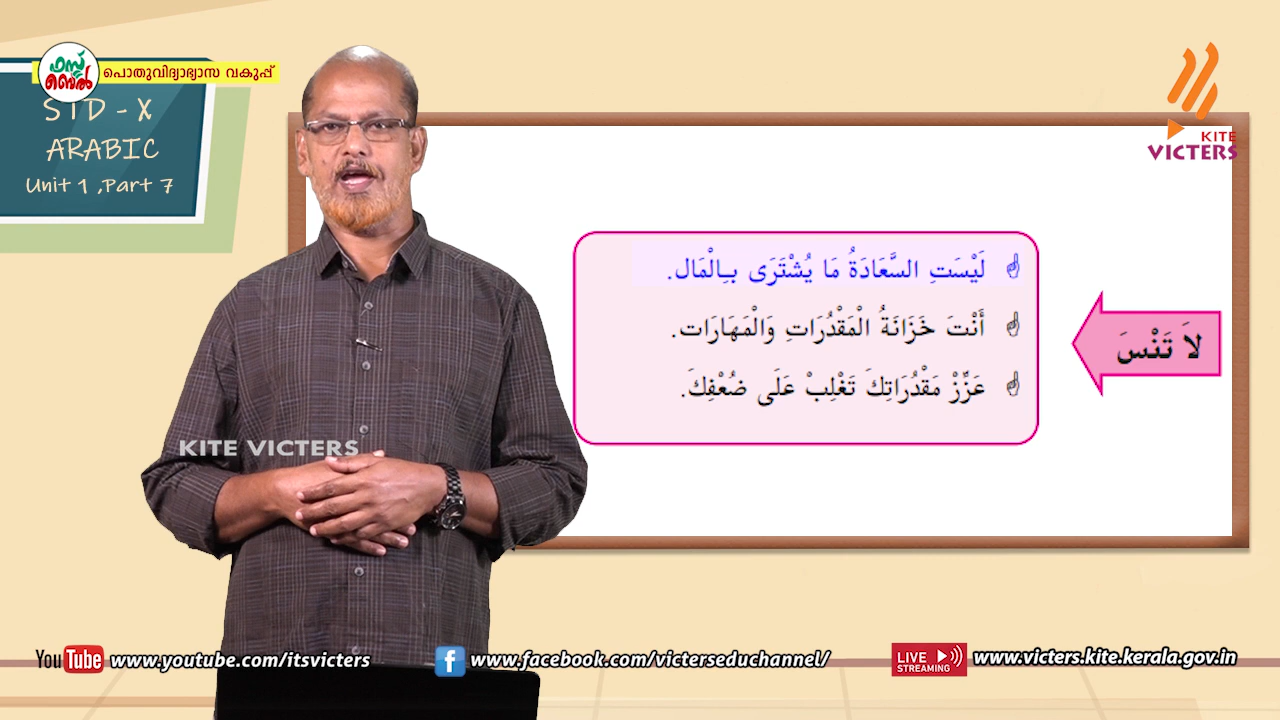 ഫസ്റ്റ്
ബെൽ
പൊതുവിദ്യാഭ്യാസ വകുപ്പ്
STD - X
ARABIC
Unit 1 ,Part 7
KITE
VICTERS
لَيْسَتِ السَّعَادَةُ مَا يُشْتَرَى بِالْمَال.
أَنْتَ خَزَانَةُ الْمَقْدُرَاتِ وَالْمَهَارَات.
عَزِّزْ مَقْدُرَاتِكَ تَغْلِبْ عَلَى ضُعْفِكَ.
لاَ تَنْسَ
KITE VICTERS
YouTube www.youtube.com/itsvicters
f www.facebook.com/victerseduchannel/
LIVE STREAMING www.victers.kite.kerala.gov.in